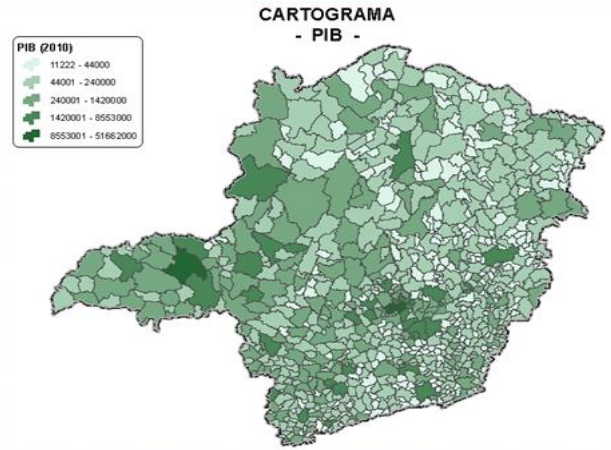 CARTOGRAMA
- PIB -
PIB (2010)
11222 - 44000
44001 - 240000
240001 - 1420000
1420001 - 8553000
8553001 - 51662000